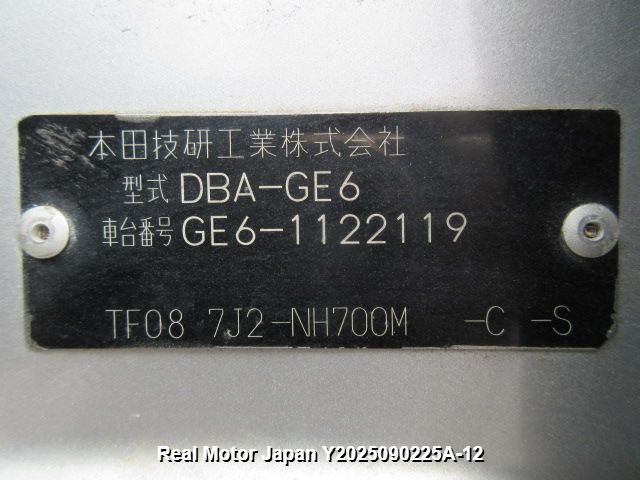 本田技研工業株式会社
型式 DBA-GE6
車台番号 GE6-1122119
TF08 7J2-NH700M -C -S
Real Motor Japan Y2025090225A-12